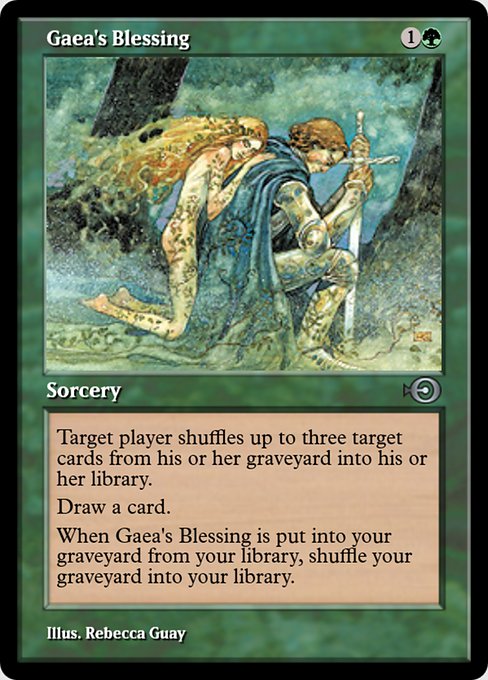 Gaea's Blessing
1
Sorcery
Target player shuffles up to three target
cards from his or her graveyard into his or
her library.
Draw a card.
When Gaea's Blessing is put into your
graveyard from your library, shuffle your
graveyard into your library.
Illus. Rebecca Guay